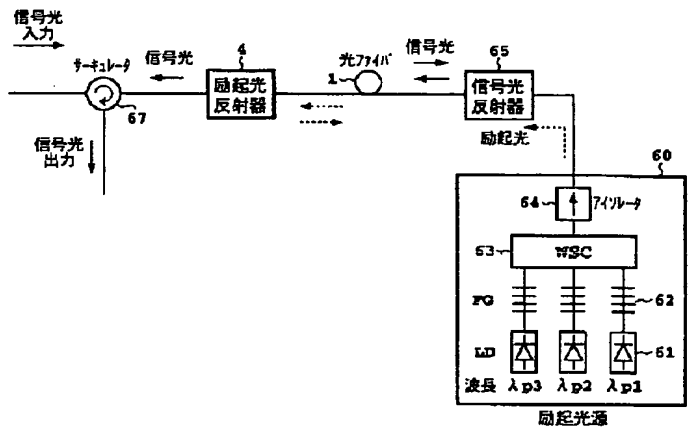 信号光
入力
サーキュレータ
67
信号光
出力
信号光
4
励起光
反射器
光ファイバ
1
信号光
65
信号光
反射器
励起光
60
64
アイソレータ
63
WSC
FG
62
LD
61
波長 λp3 λp2 λp1
励起光源